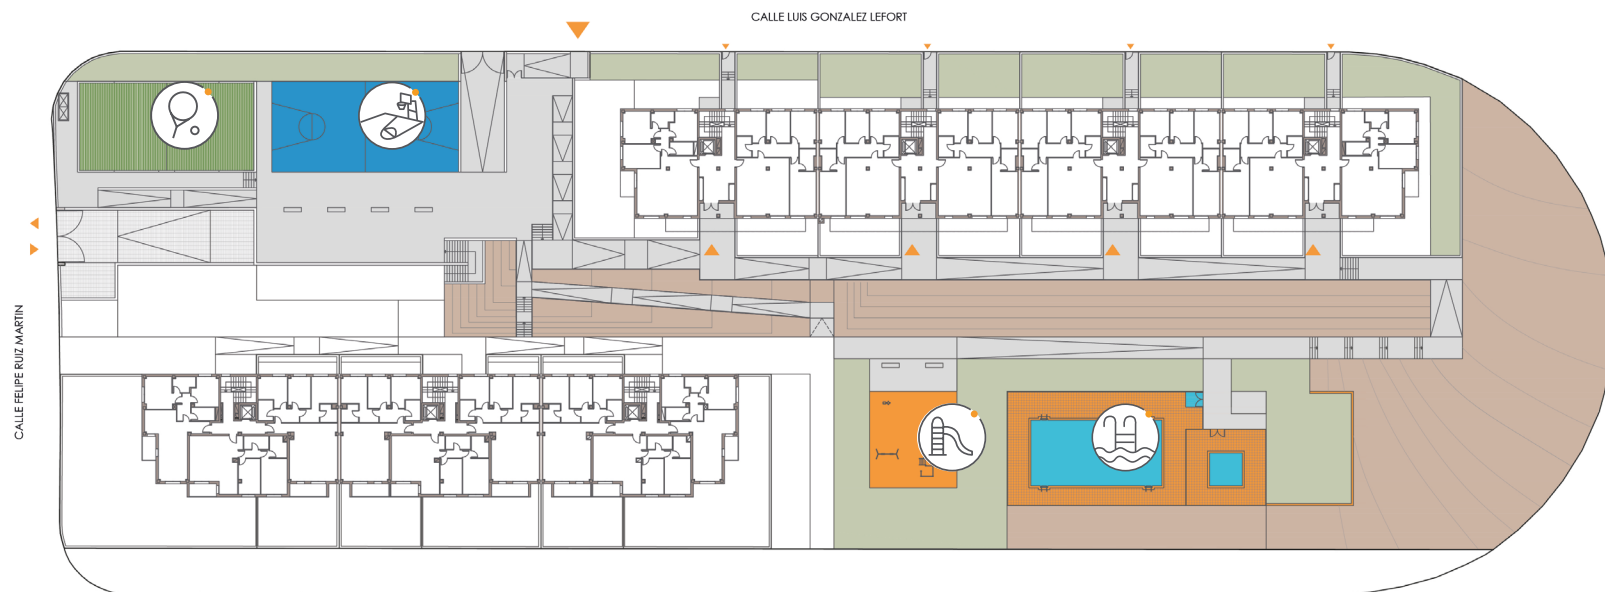 CALLE LUIS GONZALEZ LEFORT
CALLE FELIPE RUIZ MARTIN